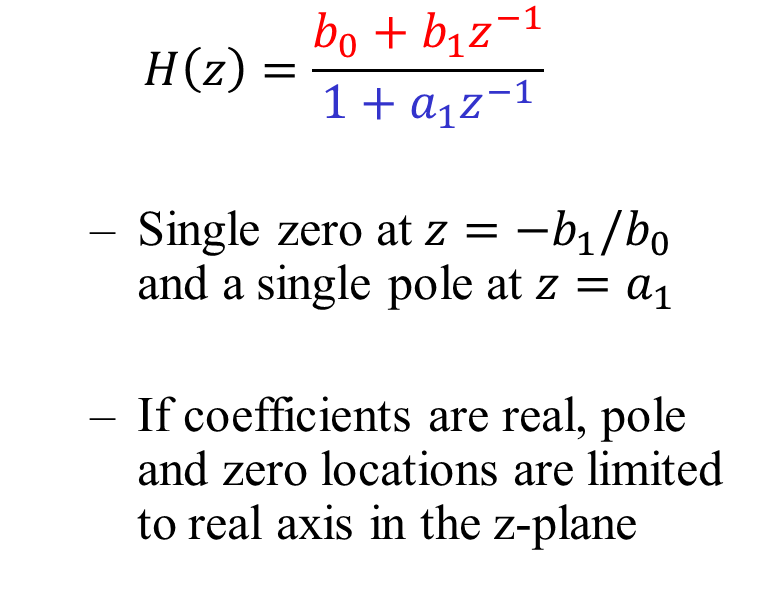 H(z) = (b₀ + b₁z⁻¹) / (1 + a₁z⁻¹)
– Single zero at z = −b₁/b₀
and a single pole at z = a₁
– If coefficients are real, pole
and zero locations are limited
to real axis in the z-plane